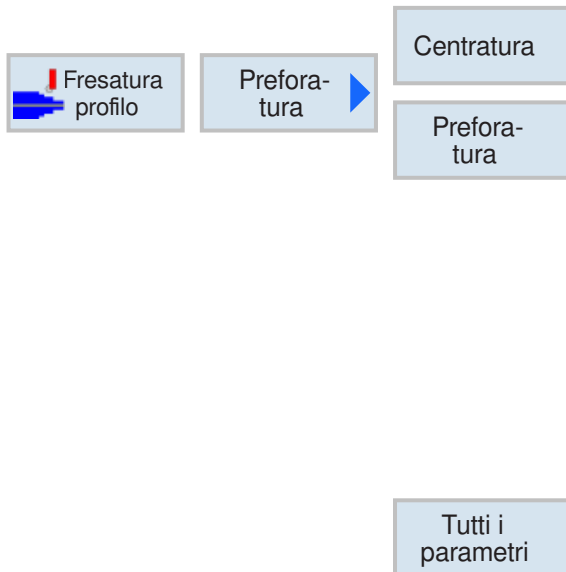 Fresatura
profilo
Prefora-
tura
Centratura
Prefora-
tura
Tutti i
parametri